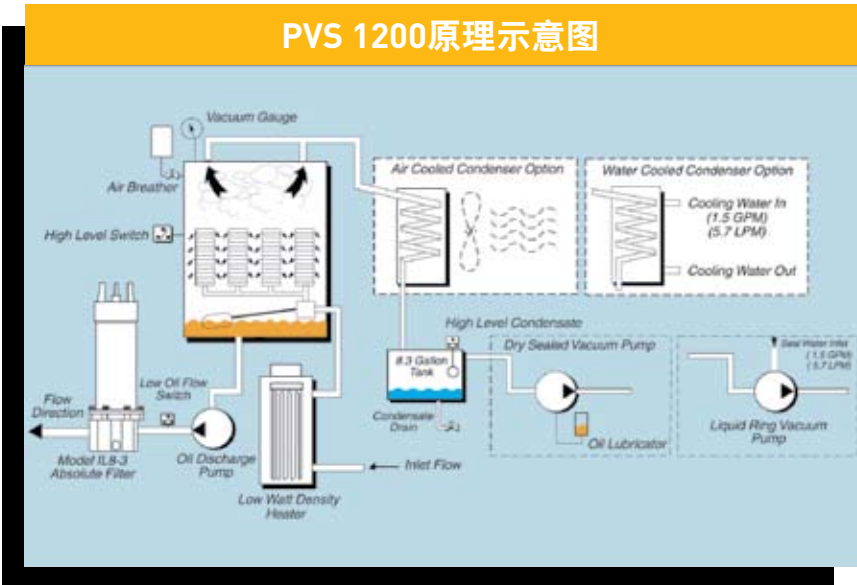 PVS 1200原理示意图
Vacuum Gauge
Air Breather
High Level Switch
Air Cooled Condenser Option
Water Cooled Condenser Option
Cooling Water In
(1.5 GPM)
(5.7 LPM)
Cooling Water Out
High Level Condensate
8.3 Gallon
Tank
Condensate
Drain
Dry Sealed Vacuum Pump
Oil Lubricator
Seal Water Inlet
(1.5 GPM)
(5.7 LPM)
Liquid Ring Vacuum
Pump
Low Oil Flow
Switch
Flow
Direction
Model IL8-3
Absolute Filter
Oil Discharge
Pump
Inlet Flow
Low Watt Density
Heater